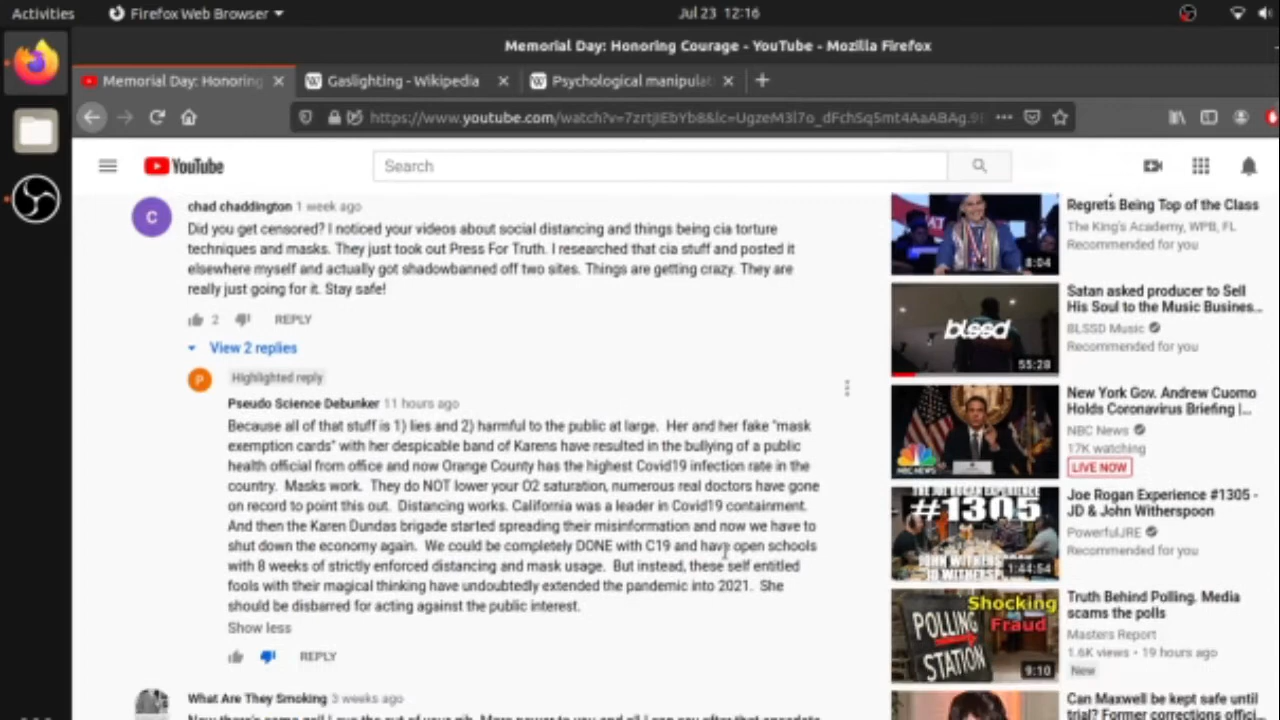 Activities
Firefox Web Browser
Jul 23 12:16
Memorial Day: Honoring Courage - YouTube - Mozilla Firefox
Memorial Day: Honoring
Gaslighting - Wikipedia
Psychological manipulat
https://www.youtube.com/watch?v=7zrtjIEbYb8&lc=UgzeM3l7o_dFchSq5mt4AaABAg.9
YouTube
Search
C
chad chaddington 1 week ago
Did you get censored? I noticed your videos about social distancing and things being cia torture
techniques and masks. They just took out Press For Truth. I researched that cia stuff and posted it
elsewhere myself and actually got shadowbanned off two sites. Things are getting crazy. They are
really just going for it. Stay safe!
2 REPLY
View 2 replies
P
Highlighted reply
Pseudo Science Debunker 11 hours ago
Because all of that stuff is 1) lies and 2) harmful to the public at large. Her and her fake "mask
exemption cards" with her despicable band of Karens have resulted in the bullying of a public
health official from office and now Orange County has the highest Covid19 infection rate in the
country. Masks work. They do NOT lower your O2 saturation, numerous real doctors have gone
on record to point this out. Distancing works. California was a leader in Covid19 containment.
And then the Karen Dundas brigade started spreading their misinformation and now we have to
shut down the economy again. We could be completely DONE with C19 and have open schools
with 8 weeks of strictly enforced distancing and mask usage. But instead, these self entitled
fools with their magical thinking have undoubtedly extended the pandemic into 2021. She
should be disbarred for acting against the public interest.
Show less
REPLY
What Are They Smoking 3 weeks ago
Regrets Being Top of the Class
The King's Academy, WPB, FL
Recommended for you
8:04
Satan asked producer to Sell
His Soul to the Music Busines...
BLSSD Music
Recommended for you
blssd
55:28
New York Gov. Andrew Cuomo
Holds Coronavirus Briefing |...
NBC News
17K watching
LIVE NOW
NBC NEWS
Joe Rogan Experience #1305 -
JD & John Witherspoon
PowerfulJRE
Recommended for you
#1305
1:44:54
Truth Behind Polling. Media
scams the polls
Masters Report
1.6K views • 19 hours ago
New
Shocking
Fraud
POLLING
STATION
9:10
Can Maxwell be kept safe until
trial? Former corrections offici...